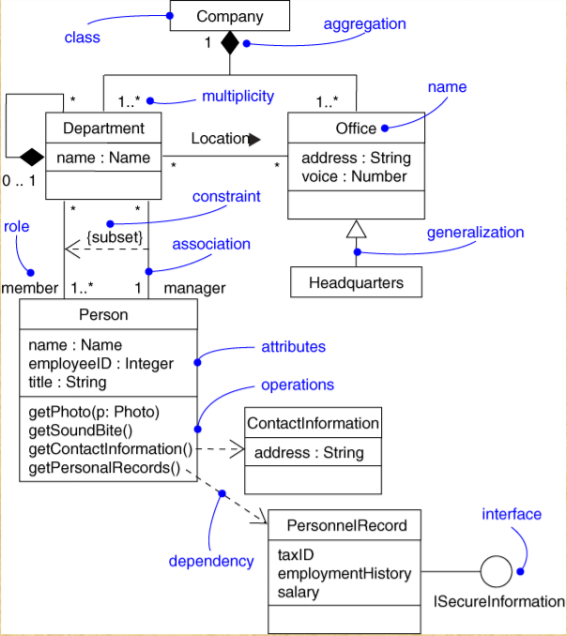 Company
class
1
aggregation
*
1..*
multiplicity
1..*
name
Department
name : Name
Location
Office
address : String
voice : Number
*
*
0 .. 1
constraint
*
*
{subset}
role
association
generalization
member
1..*
1
manager
Headquarters
Person
name : Name
employeeID : Integer
title : String
attributes
operations
getPhoto(p: Photo)
getSoundBite()
getContactInformation()
getPersonalRecords()
ContactInformation
address : String
dependency
PersonnelRecord
taxID
employmentHistory
salary
interface
ISecureInformation